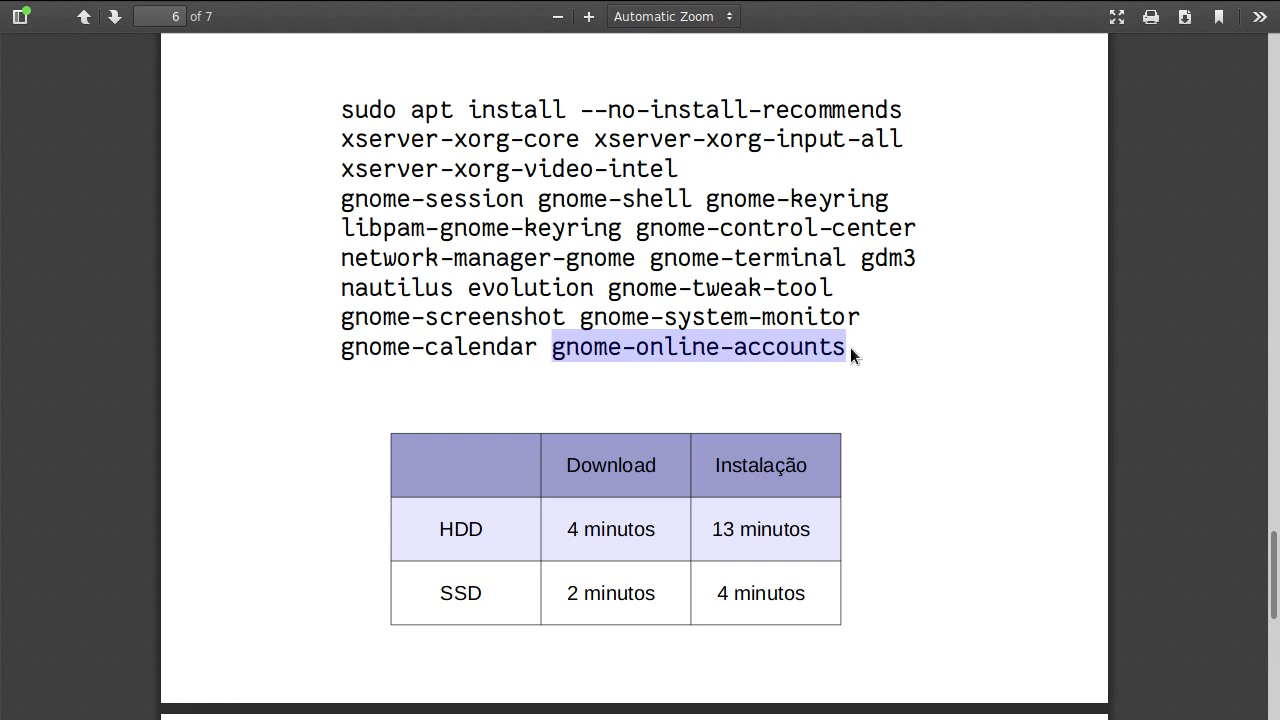 6 of 7
Automatic Zoom
sudo apt install --no-install-recommends
xserver-xorg-core xserver-xorg-input-all
xserver-xorg-video-intel
gnome-session gnome-shell gnome-keyring
libpam-gnome-keyring gnome-control-center
network-manager-gnome gnome-terminal gdm3
nautilus evolution gnome-tweak-tool
gnome-screenshot gnome-system-monitor
gnome-calendar gnome-online-accounts
Download Instalação
HDD 4 minutos 13 minutos
SSD 2 minutos 4 minutos